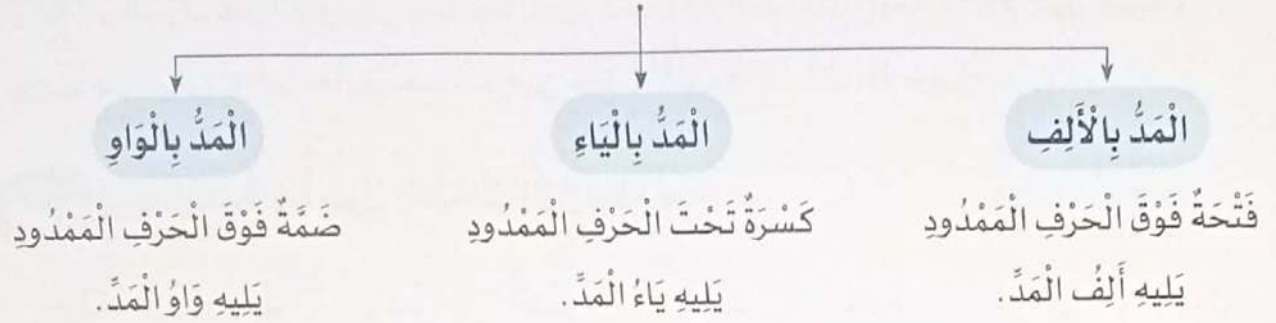 الْمَدُّ بِالْأَلِفِ
فَتْحَةٌ فَوْقَ الْحَرْفِ الْمَمْدُودِ
يَلِيهِ أَلِفُ الْمَدِّ.
الْمَدُّ بِالْيَاءِ
كَسْرَةٌ تَحْتَ الْحَرْفِ الْمَمْدُودِ
يَلِيهِ يَاءُ الْمَدِّ.
الْمَدُّ بِالْوَاوِ
ضَمَّةٌ فَوْقَ الْحَرْفِ الْمَمْدُودِ
يَلِيهِ وَاوُ الْمَدِّ.